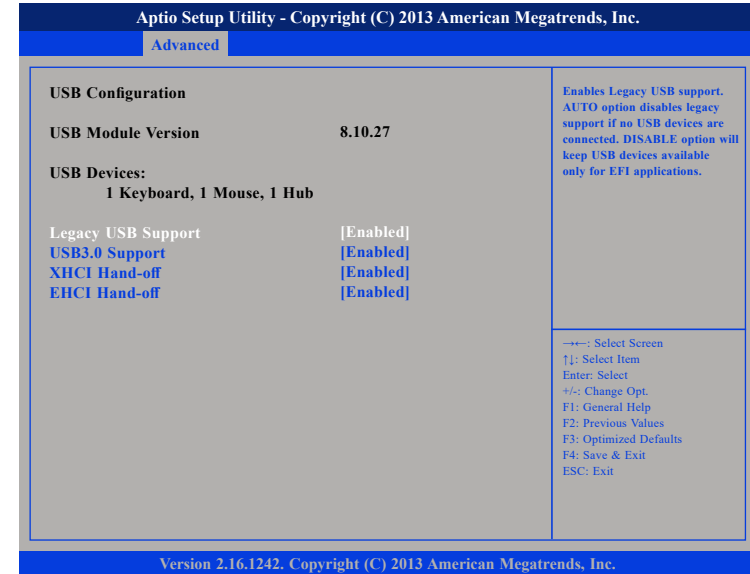 Aptio Setup Utility - Copyright (C) 2013 American Megatrends, Inc.
Advanced
USB Configuration
USB Module Version 8.10.27
USB Devices:
1 Keyboard, 1 Mouse, 1 Hub
Legacy USB Support [Enabled]
USB3.0 Support [Enabled]
XHCI Hand-off [Enabled]
EHCI Hand-off [Enabled]
Enables Legacy USB support.
AUTO option disables legacy
support if no USB devices are
connected. DISABLE option will
keep USB devices available
only for EFI applications.
→←: Select Screen
↑↓: Select Item
Enter: Select
+/-: Change Opt.
F1: General Help
F2: Previous Values
F3: Optimized Defaults
F4: Save & Exit
ESC: Exit
Version 2.16.1242. Copyright (C) 2013 American Megatrends, Inc.